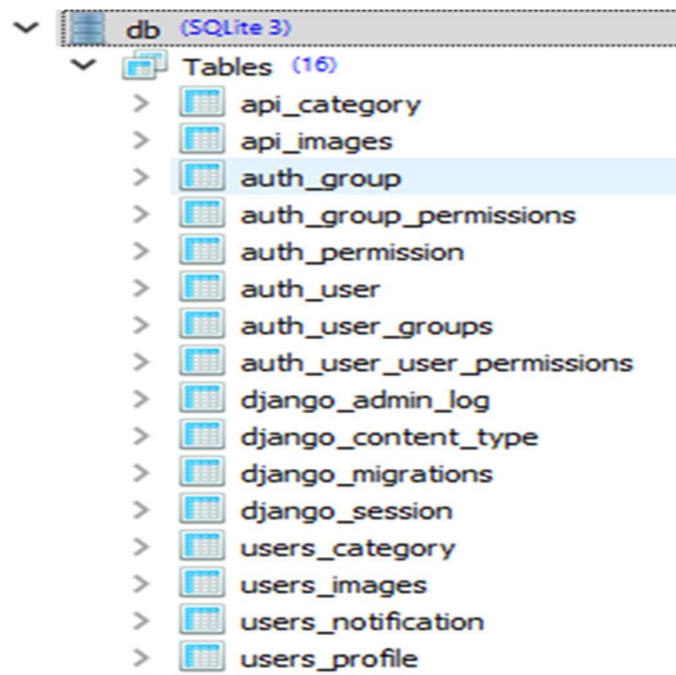 db (SQLite 3)
Tables (16)
api_category
api_images
auth_group
auth_group_permissions
auth_permission
auth_user
auth_user_groups
auth_user_user_permissions
django_admin_log
django_content_type
django_migrations
django_session
users_category
users_images
users_notification
users_profile